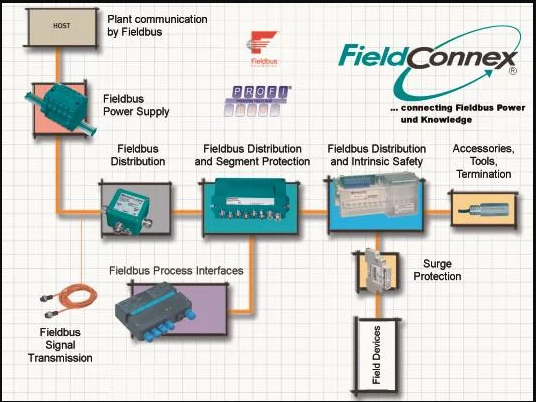 HOST
Plant communication
by Fieldbus
Fieldbus
PROFI
FieldConnex®
... connecting Fieldbus Power
und Knowledge
Fieldbus
Power Supply
Fieldbus
Distribution
Fieldbus Distribution
and Segment Protection
Fieldbus Distribution
and Intrinsic Safety
Accessories,
Tools,
Termination
Fieldbus Process Interfaces
Surge
Protection
Fieldbus
Signal
Transmission
Field Devices